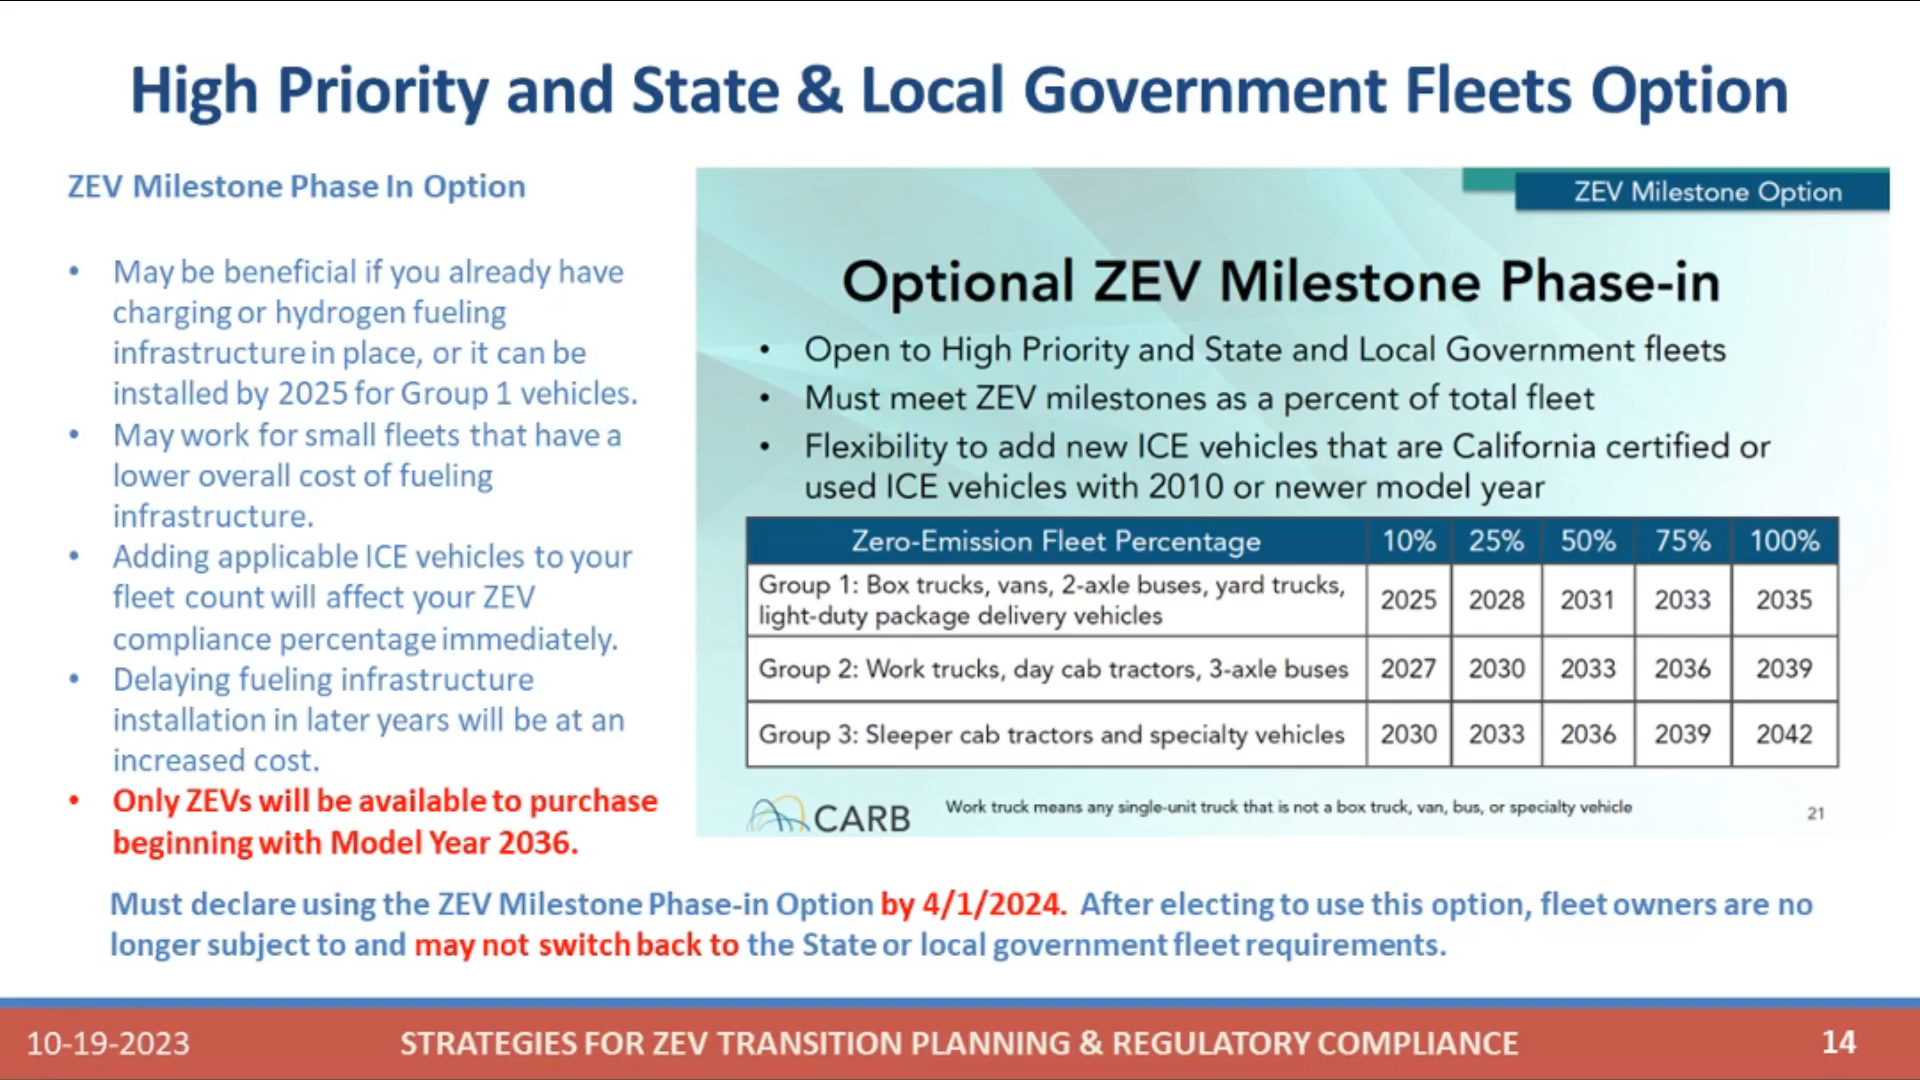 High Priority and State & Local Government Fleets Option
ZEV Milestone Phase In Option
• May be beneficial if you already have
charging or hydrogen fueling
infrastructure in place, or it can be
installed by 2025 for Group 1 vehicles.
• May work for small fleets that have a
lower overall cost of fueling
infrastructure.
• Adding applicable ICE vehicles to your
fleet count will affect your ZEV
compliance percentage immediately.
• Delaying fueling infrastructure
installation in later years will be at an
increased cost.
• Only ZEVs will be available to purchase
beginning with Model Year 2036.
ZEV Milestone Option
Optional ZEV Milestone Phase-in
• Open to High Priority and State and Local Government fleets
• Must meet ZEV milestones as a percent of total fleet
• Flexibility to add new ICE vehicles that are California certified or
used ICE vehicles with 2010 or newer model year
Zero-Emission Fleet Percentage 10% 25% 50% 75% 100%
Group 1: Box trucks, vans, 2-axle buses, yard trucks,
light-duty package delivery vehicles 2025 2028 2031 2033 2035
Group 2: Work trucks, day cab tractors, 3-axle buses 2027 2030 2033 2036 2039
Group 3: Sleeper cab tractors and specialty vehicles 2030 2033 2036 2039 2042
CARB Work truck means any single-unit truck that is not a box truck, van, bus, or specialty vehicle 21
Must declare using the ZEV Milestone Phase-in Option by 4/1/2024. After electing to use this option, fleet owners are no
longer subject to and may not switch back to the State or local government fleet requirements.
10-19-2023 STRATEGIES FOR ZEV TRANSITION PLANNING & REGULATORY COMPLIANCE 14